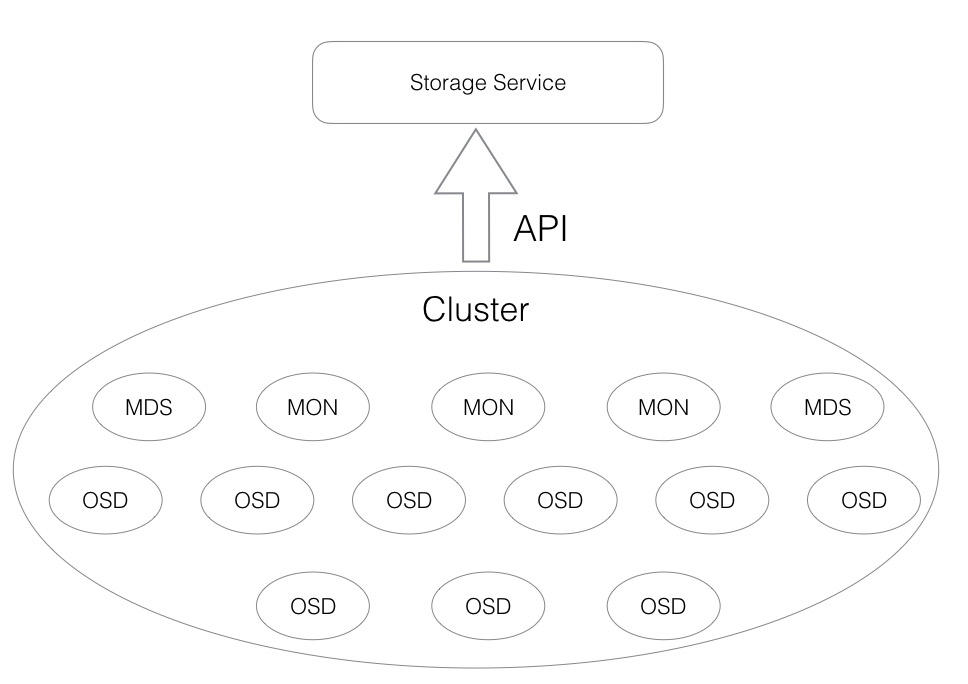 Storage Service
API
Cluster
MDS MON MON MON MDS
OSD OSD OSD OSD OSD OSD
OSD OSD OSD